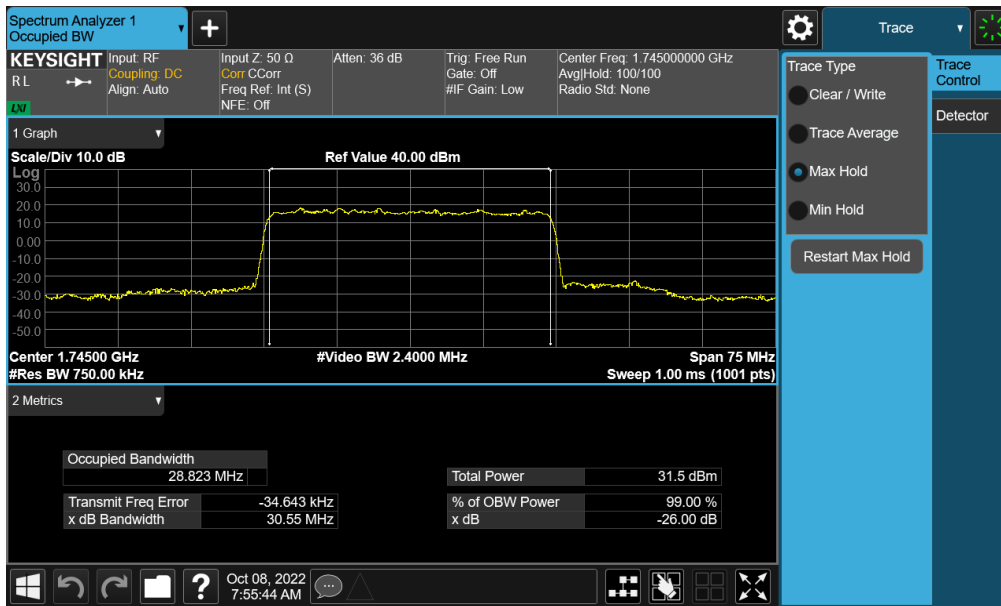 Spectrum Analyzer 1
Occupied BW
Trace
KEYSIGHT
R L
LXI
Input: RF
Coupling: DC
Align: Auto
Input Z: 50 Ω
Corr CCorr
Freq Ref: Int (S)
NFE: Off
Atten: 36 dB
Trig: Free Run
Gate: Off
#IF Gain: Low
Center Freq: 1.745000000 GHz
Avg|Hold: 100/100
Radio Std: None
1 Graph
Scale/Div 10.0 dB
Ref Value 40.00 dBm
Log
30.0
20.0
10.0
0.00
-10.0
-20.0
-30.0
-40.0
-50.0
Center 1.74500 GHz
#Video BW 2.4000 MHz
Span 75 MHz
#Res BW 750.00 kHz
Sweep 1.00 ms (1001 pts)
2 Metrics
Occupied Bandwidth
28.823 MHz
Total Power 31.5 dBm
Transmit Freq Error -34.643 kHz
% of OBW Power 99.00 %
x dB Bandwidth 30.55 MHz
x dB -26.00 dB
Trace Type
Clear / Write
Trace Average
Max Hold
Min Hold
Restart Max Hold
Trace
Control
Detector
?
Oct 08, 2022
7:55:44 AM